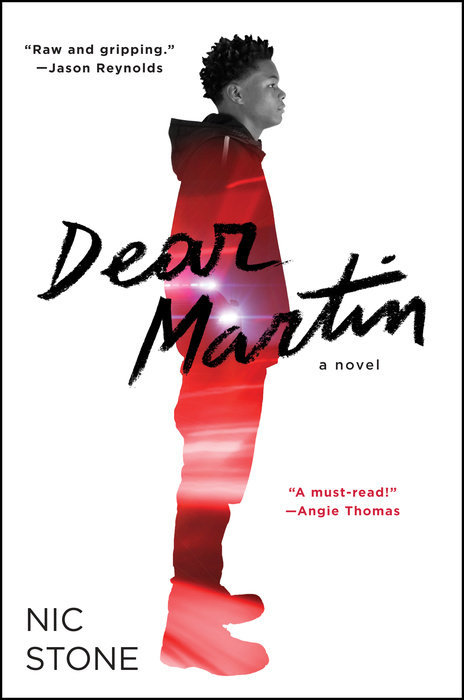 “Raw and gripping.”
—Jason Reynolds
Dear
Martin
a novel
“A must-read!”
—Angie Thomas
NIC
STONE